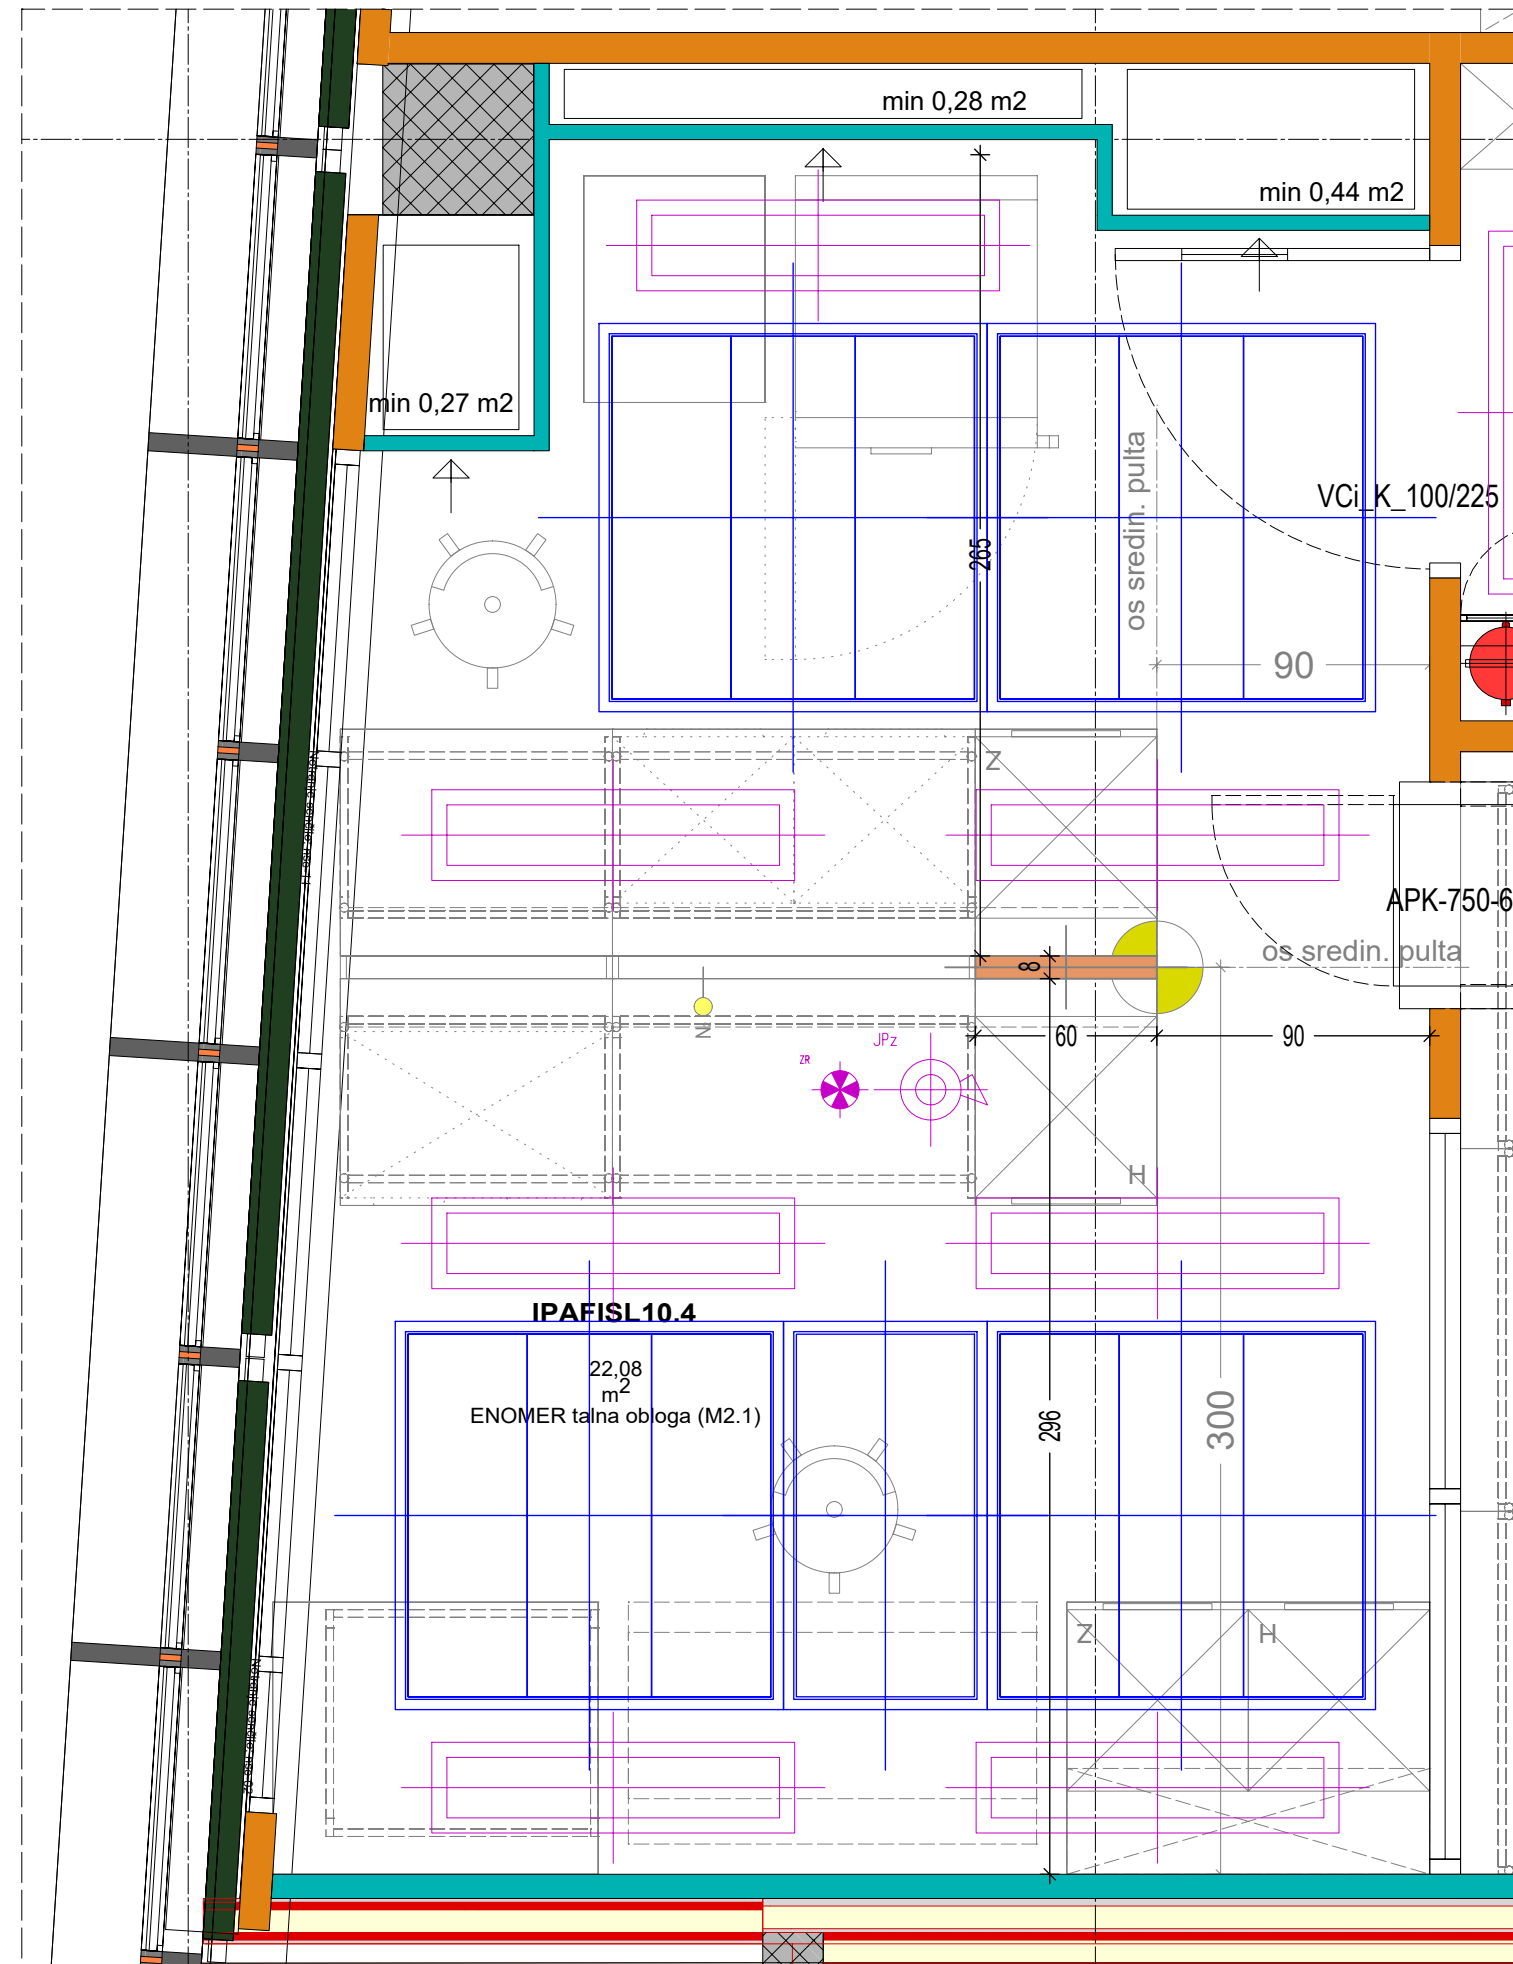 min 0,28 m2
min 0,44 m2
min 0,27 m2
os sredin. pulta
VCi_K_100/225
265
90
Z
APK-750-6
os sredin. pulta
8
60
90
N
ZR
JPz
H
IPAFISL10.4
22,08
m2
ENOMER talna obloga (M2.1)
296
300
Z
H